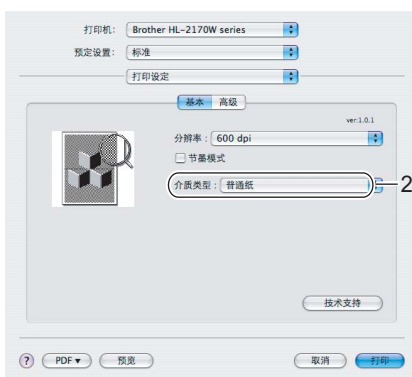 打印机： Brother HL-2170W series
预定设置： 标准
打印设定
基本 高级
ver:1.0.1
分辨率： 600 dpi
节墨模式
介质类型： 普通纸 2
技术支持
? PDF▼ 预览 取消 打印